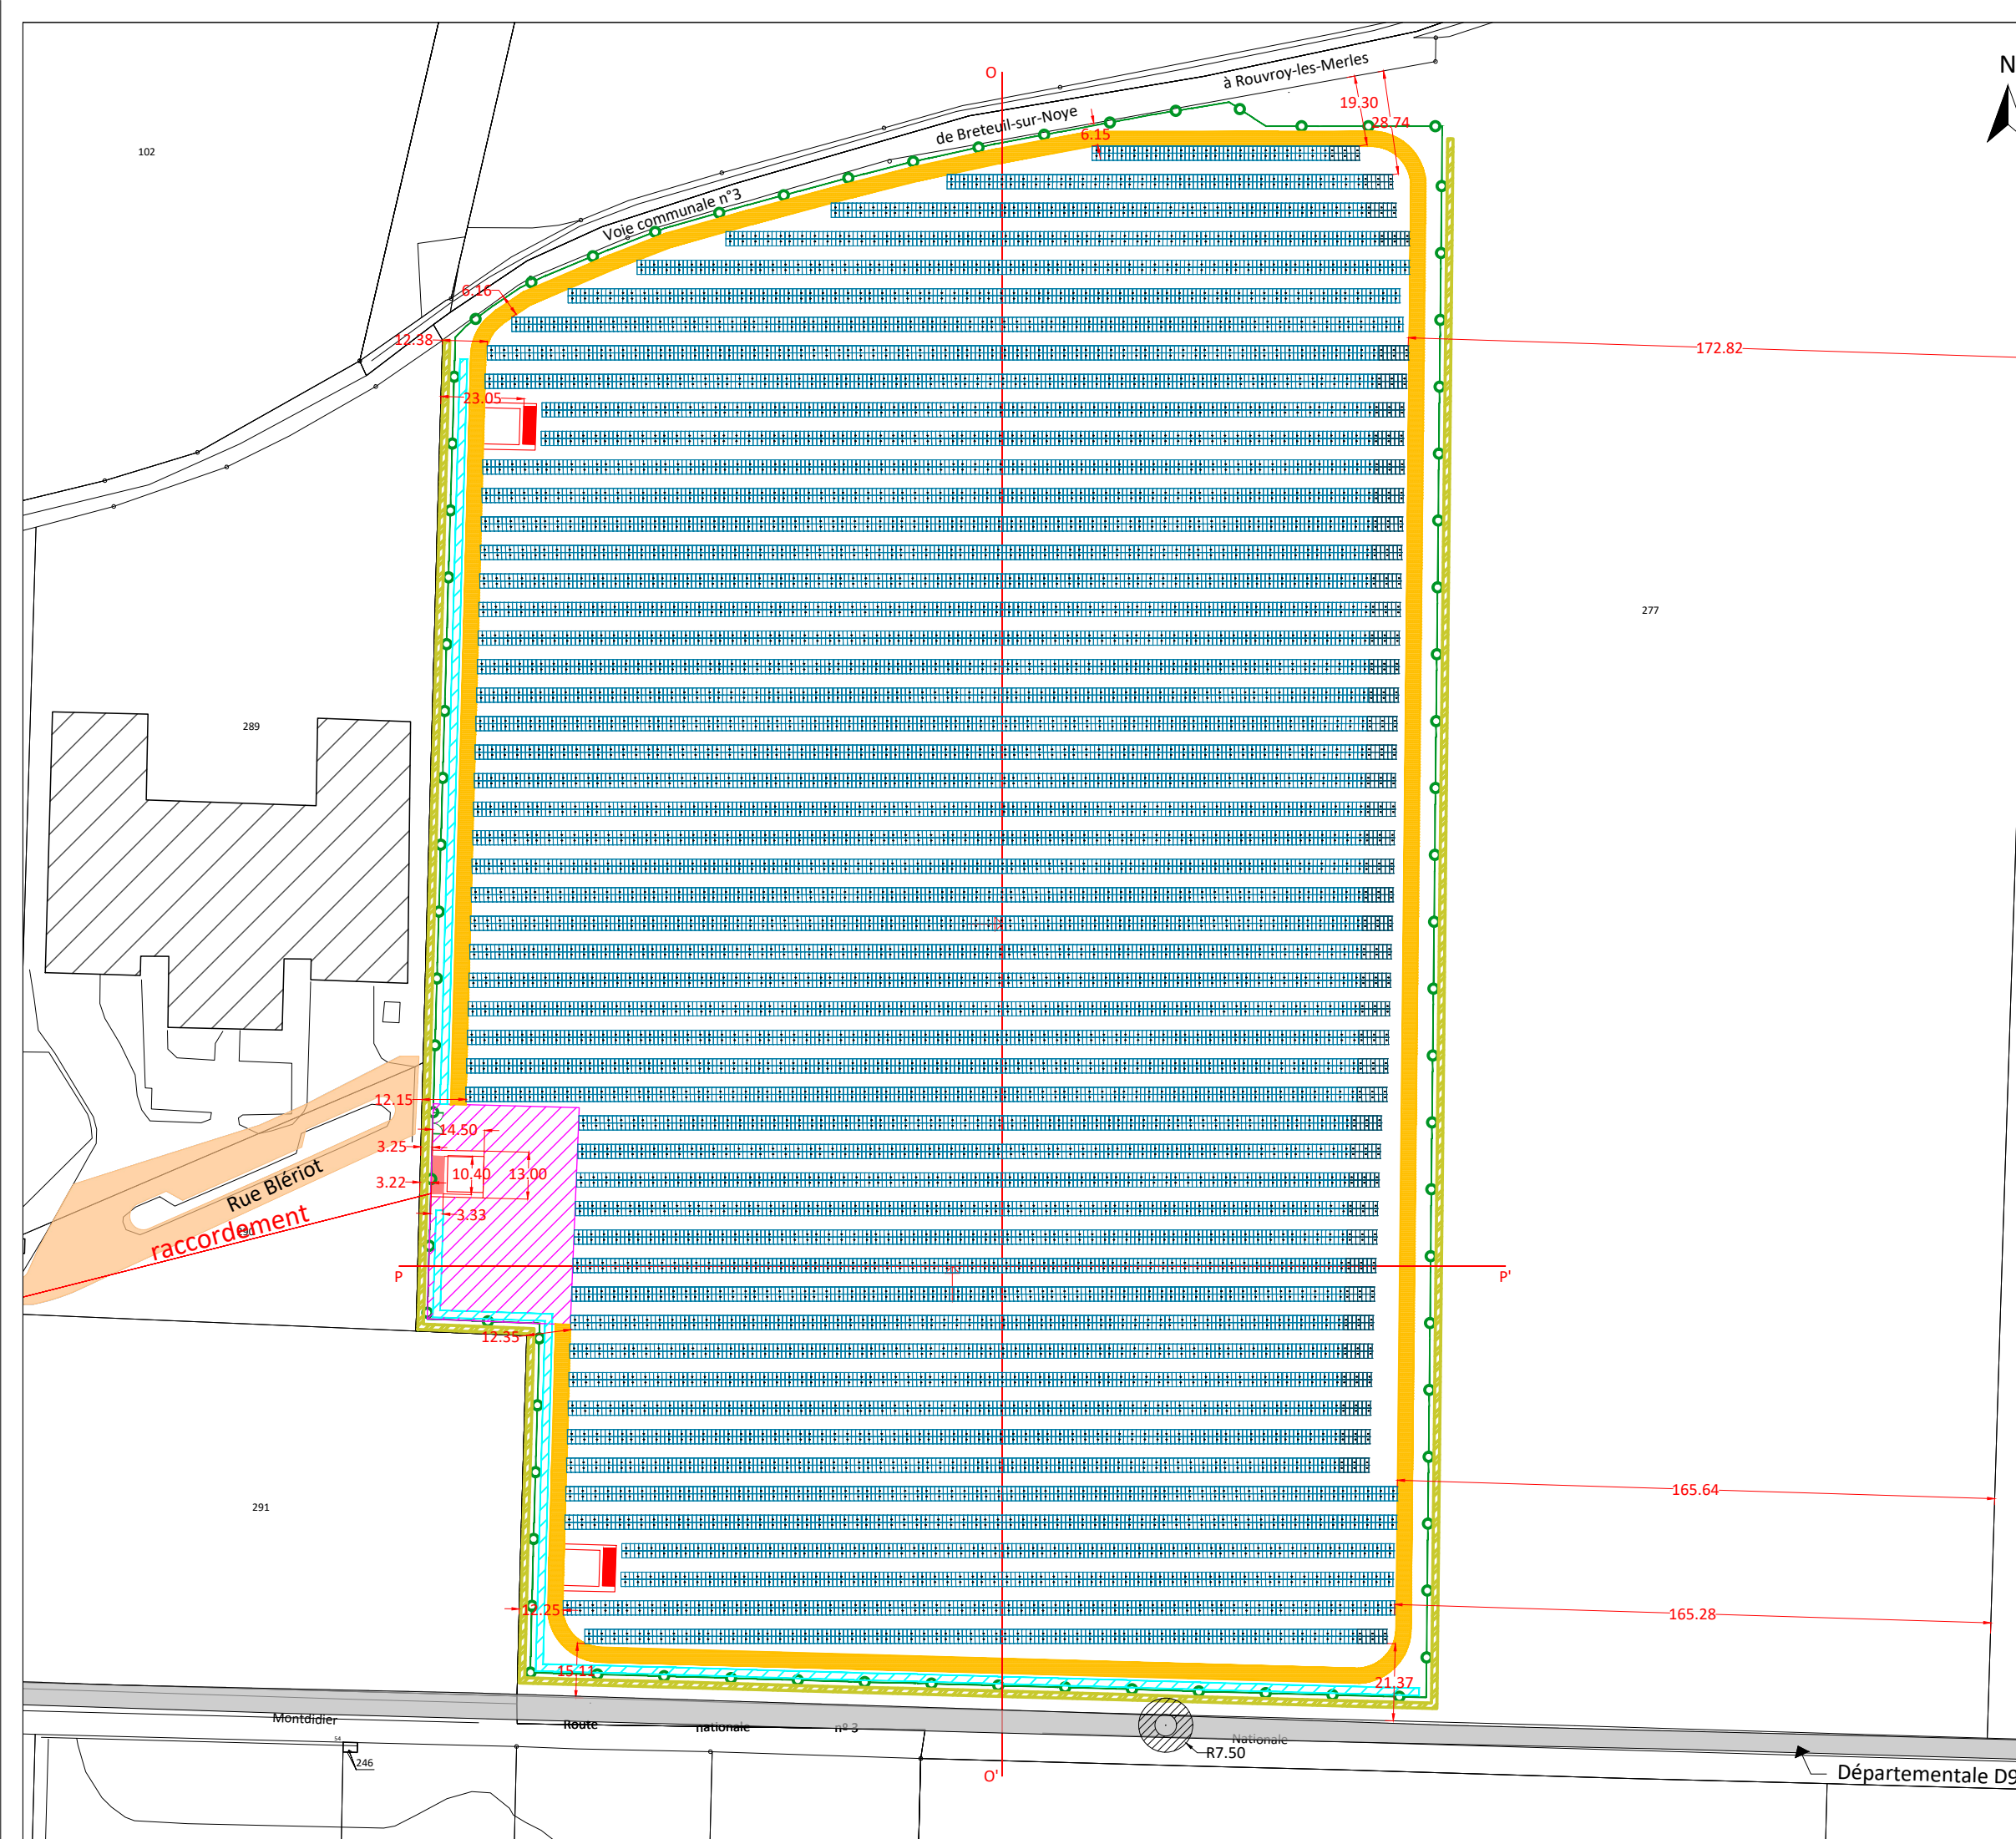 N
O
à Rouvroy-les-Merles
19.30
28.74
de Breteuil-sur-Noye
6.15
102
Voie communale n°3
6.16
12.38
172.82
23.05
277
289
12.15
14.50
3.25
10.40
13.00
3.22
Rue Blériot
3.33
raccordement
P
P'
12.35
165.64
291
12.25
165.28
15.11
21.37
Montdidier
Route
nationale
nº 3
Nationale
54
246
R7.50
O'
Départementale D9